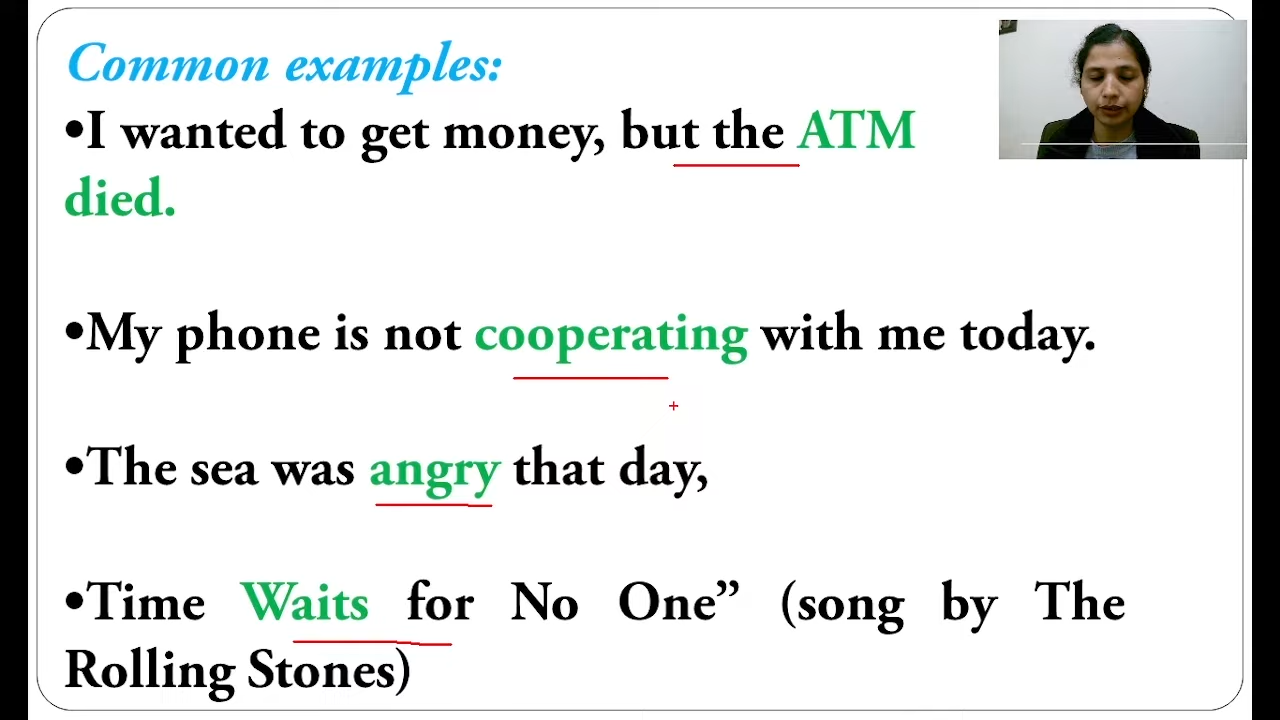 Common examples:
•I wanted to get money, but the ATM
died.
•My phone is not cooperating with me today.
•The sea was angry that day,
•Time Waits for No One” (song by The
Rolling Stones)